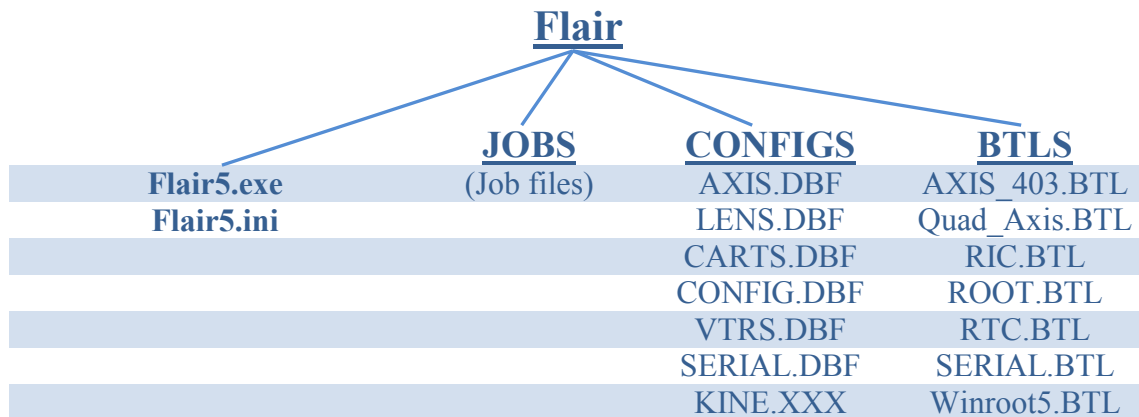 Flair
JOBS CONFIGS BTLS
Flair5.exe (Job files) AXIS.DBF AXIS_403.BTL
Flair5.ini LENS.DBF Quad_Axis.BTL
CARTS.DBF RIC.BTL
CONFIG.DBF ROOT.BTL
VTRS.DBF RTC.BTL
SERIAL.DBF SERIAL.BTL
KINE.XXX Winroot5.BTL